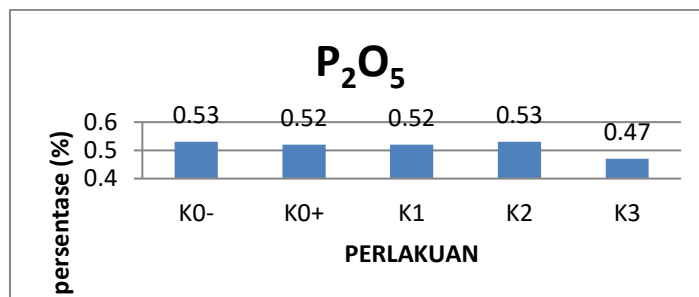 P₂O₅
0.53 0.52 0.52 0.53 0.47
0.6
0.5
0.4
persentase (%)
K0- K0+ K1 K2 K3
PERLAKUAN